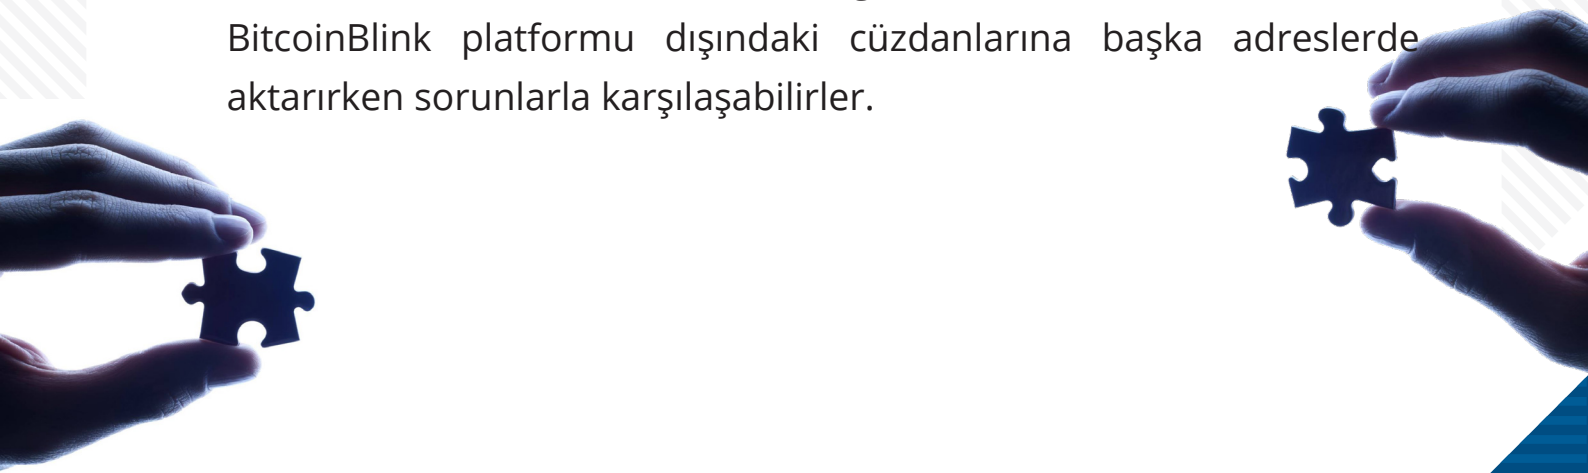 BitcoinBlink platformu dışındaki cüzdanlarına başka adreslerde
aktarırken sorunlarla karşılaşabilirler.